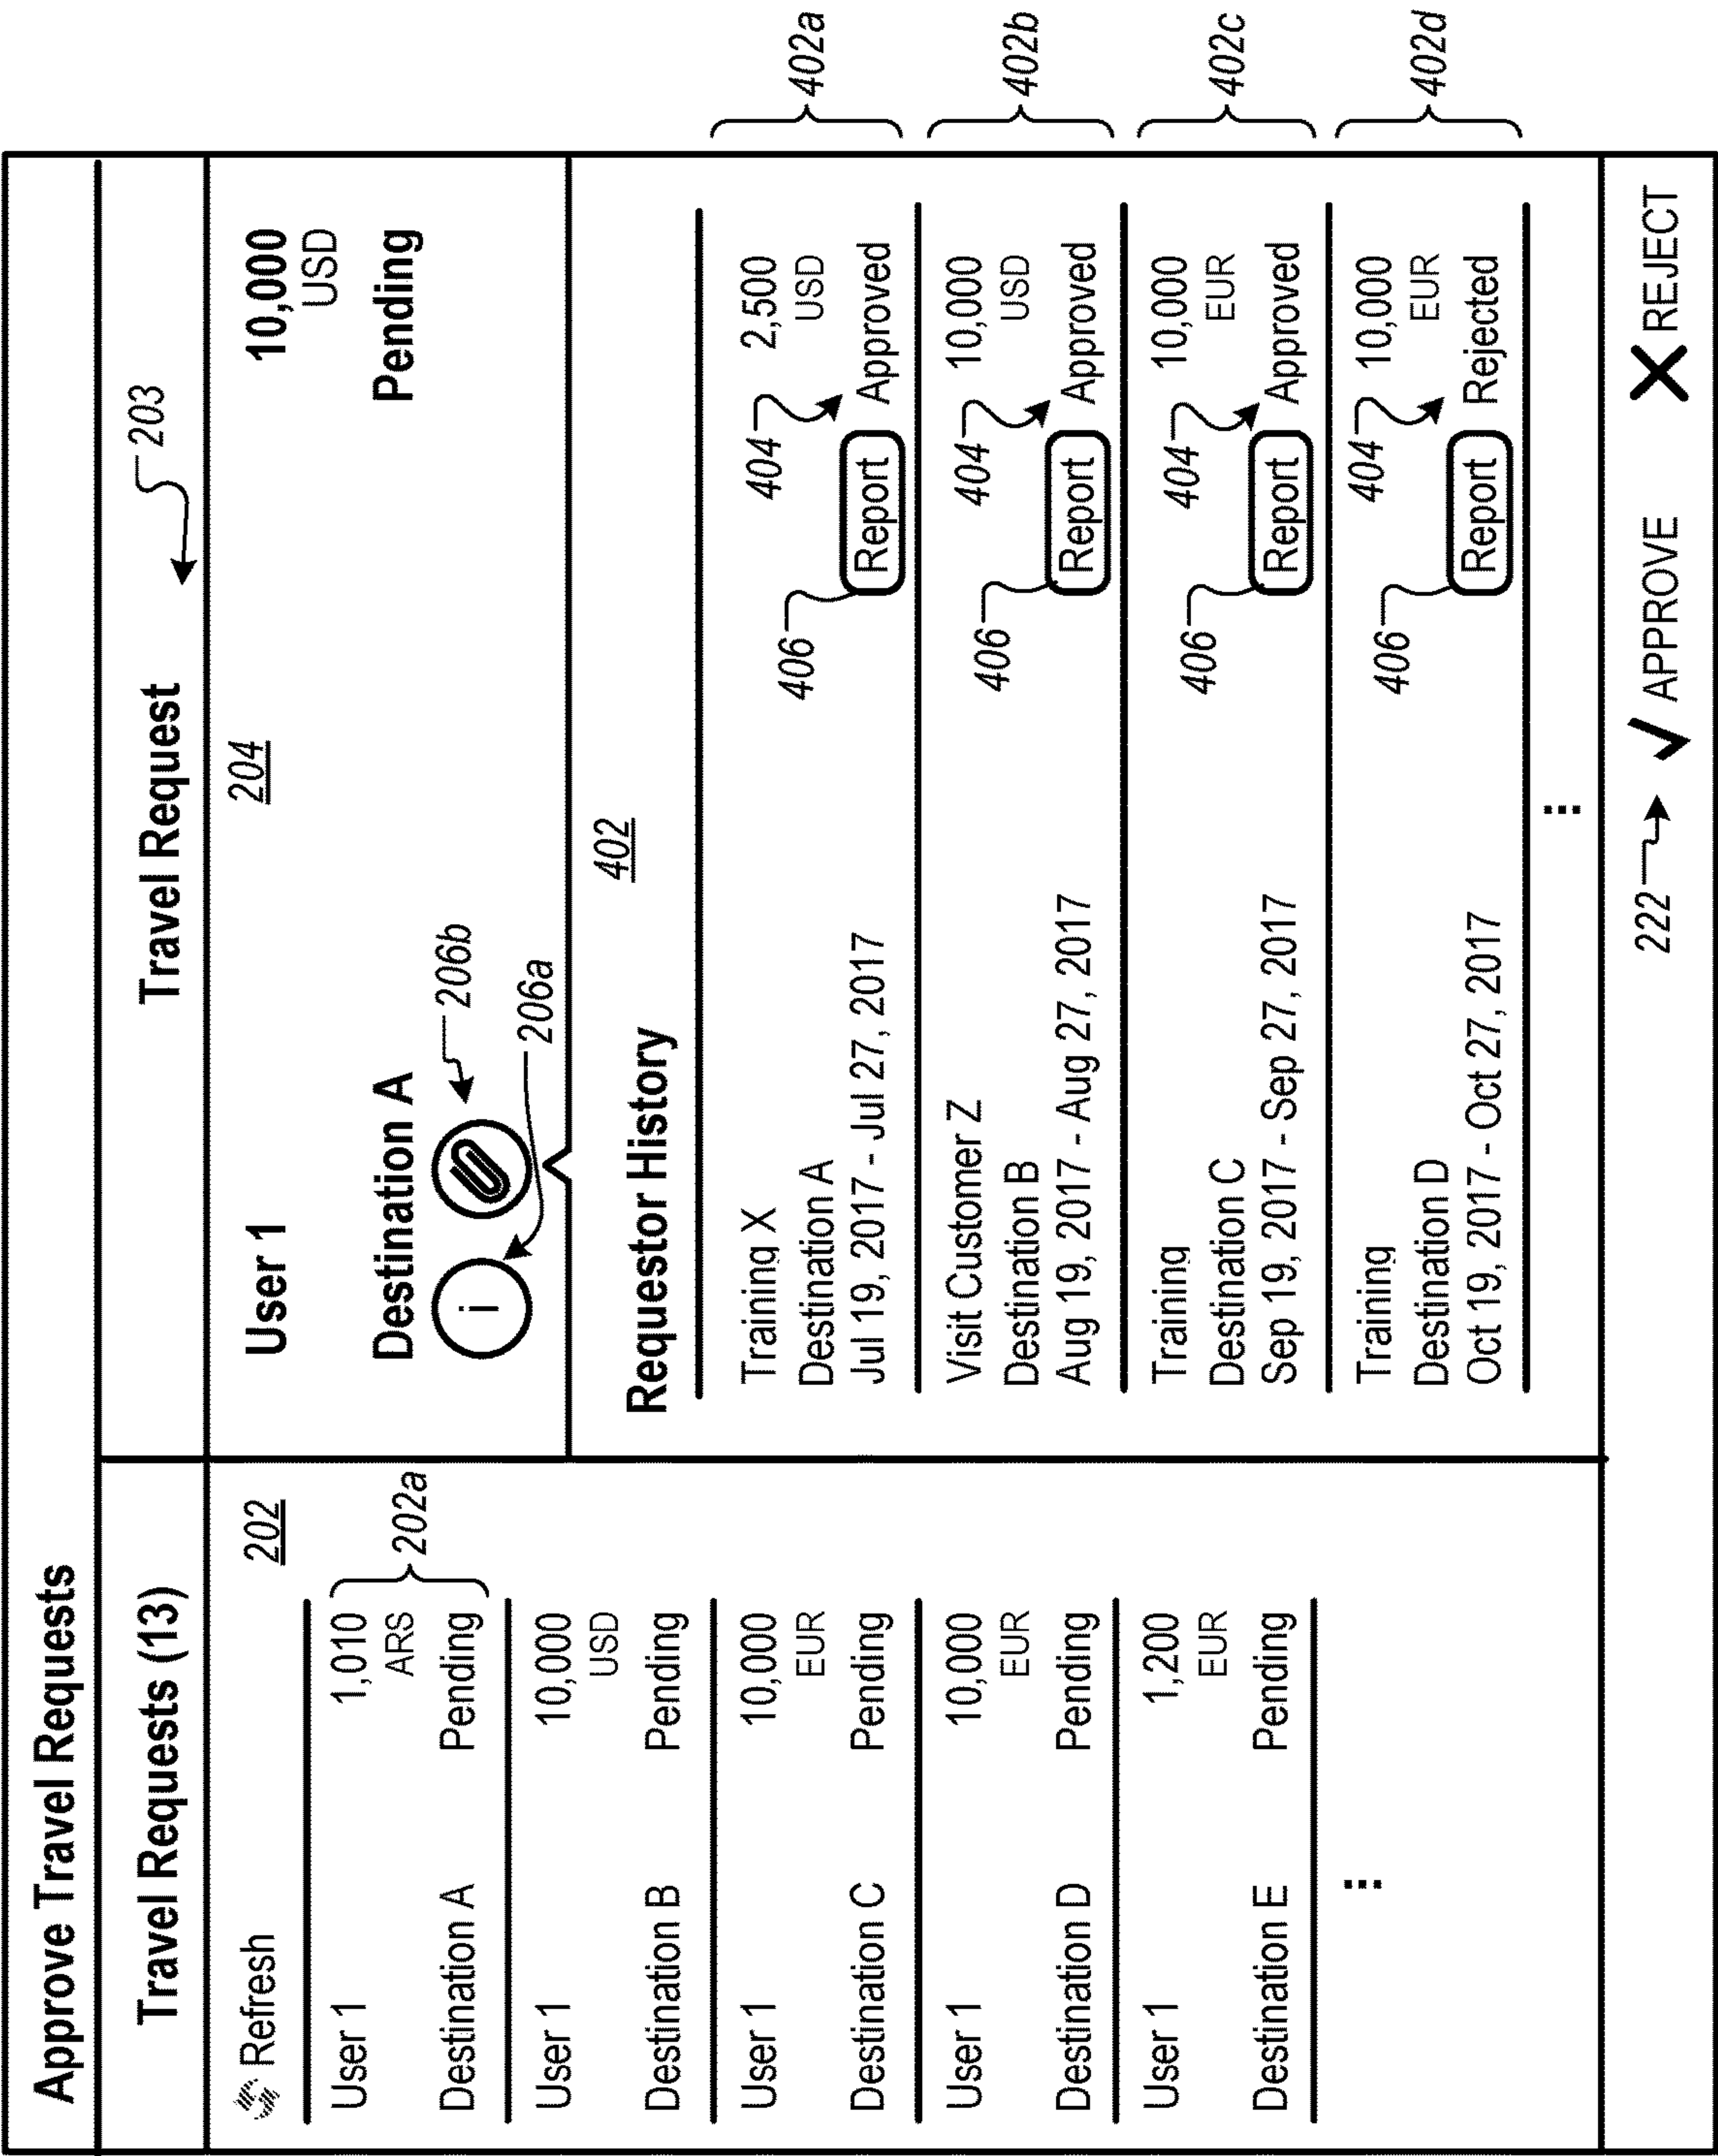 Approve Travel Requests
Travel Requests (13)
Refresh
202
User 1 1,010
ARS
Destination A Pending
202a
User 1 10,000
USD
Destination B Pending
User 1 10,000
EUR
Destination C Pending
User 1 10,000
EUR
Destination D Pending
User 1 1,200
EUR
Destination E Pending
⋮
Travel Request
203
204
User 1 10,000
USD
Destination A Pending
i
206b
206a
402
Requestor History
Training X 2,500
Destination A USD
Jul 19, 2017 - Jul 27, 2017 Report Approved
406 404
402a
Visit Customer Z 10,000
Destination B USD
Aug 19, 2017 - Aug 27, 2017 Report Approved
406 404
402b
Training 10,000
Destination C EUR
Sep 19, 2017 - Sep 27, 2017 Report Approved
406 404
402c
Training 10,000
Destination D EUR
Oct 19, 2017 - Oct 27, 2017 Report Rejected
406 404
402d
⋮
222 APPROVE REJECT